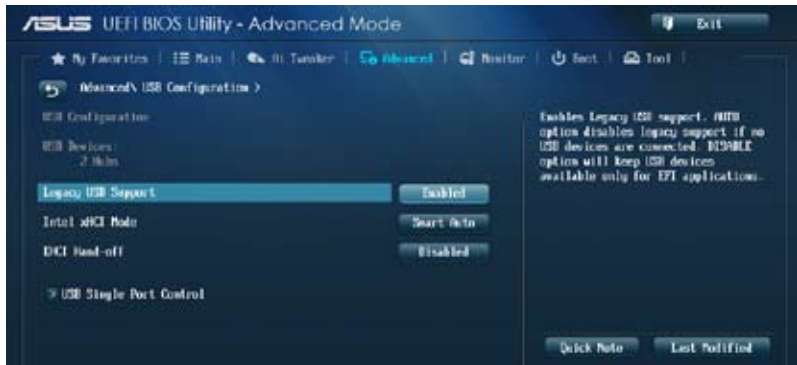 ASUS UEFI BIOS Utility - Advanced Mode
Exit
My Favorites Main Ai Tweaker Advanced Monitor Boot Tool
Advanced\ USB Configuration >
USB Configuration
USB Devices:
2 Hubs
Legacy USB Support Enabled
Intel xHCI Mode Smart Auto
EHCI Hand-off Disabled
> USB Single Port Control
Enables Legacy USB support. AUTO
option disables legacy support if no
USB devices are connected. DISABLE
option will keep USB devices
available only for EFI applications.
Quick Note Last Modified